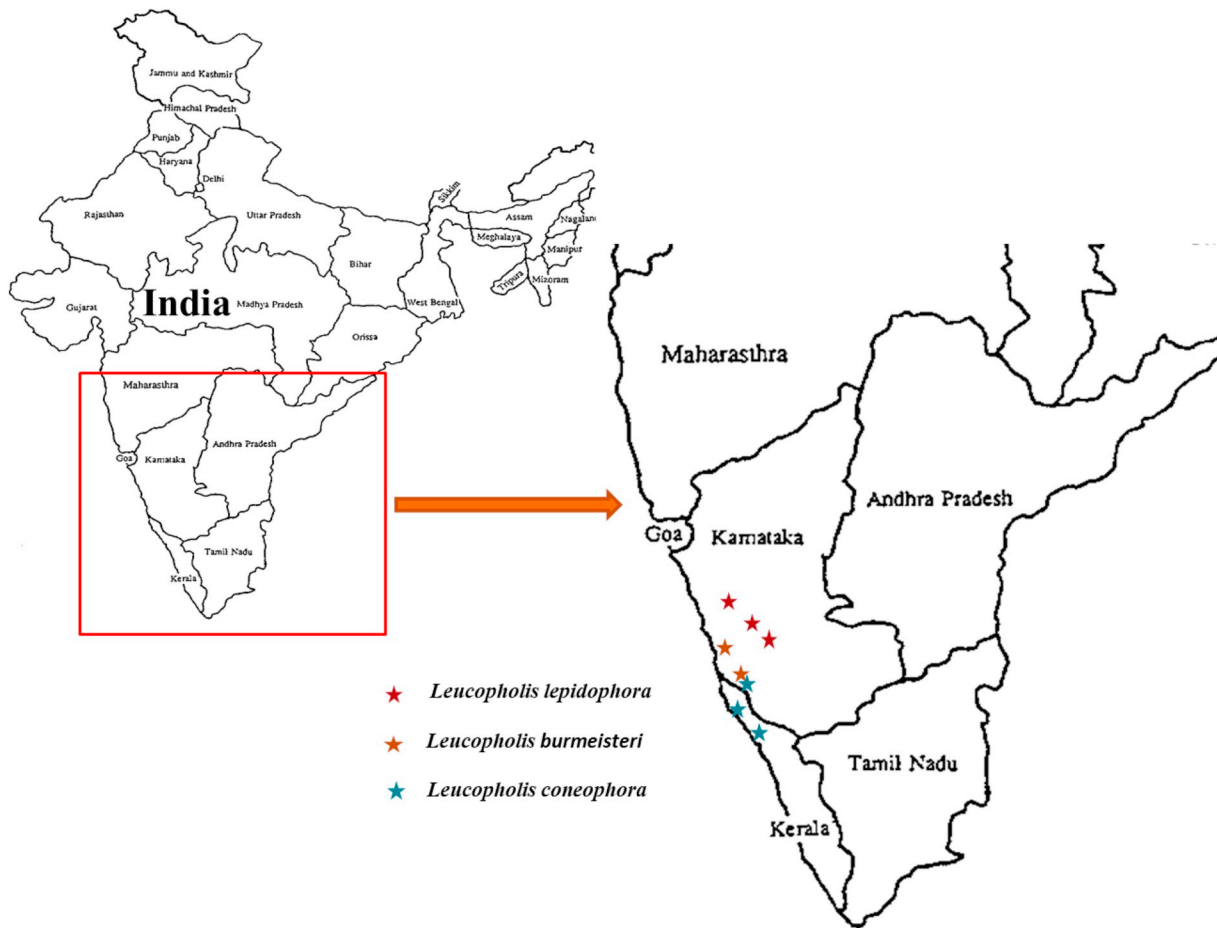 Jammu and Kashmir
Himachal Pradesh
Punjab
Haryana
Delhi
Rajasthan
Uttar Pradesh
Sikkim
Assam
Nagaland
Meghalaya
Manipur
Bihar
Tripura
Mizoram
Gujarat
India
Madhya Pradesh
West Bengal
Orissa
Maharasthra
Andhra Pradesh
Goa
Karnataka
Tamil Nadu
Kerala
Maharasthra
Andhra Pradesh
Goa
Karnataka
Tamil Nadu
Kerala
Leucopholis lepidophora
Leucopholis burmeisteri
Leucopholis coneophora